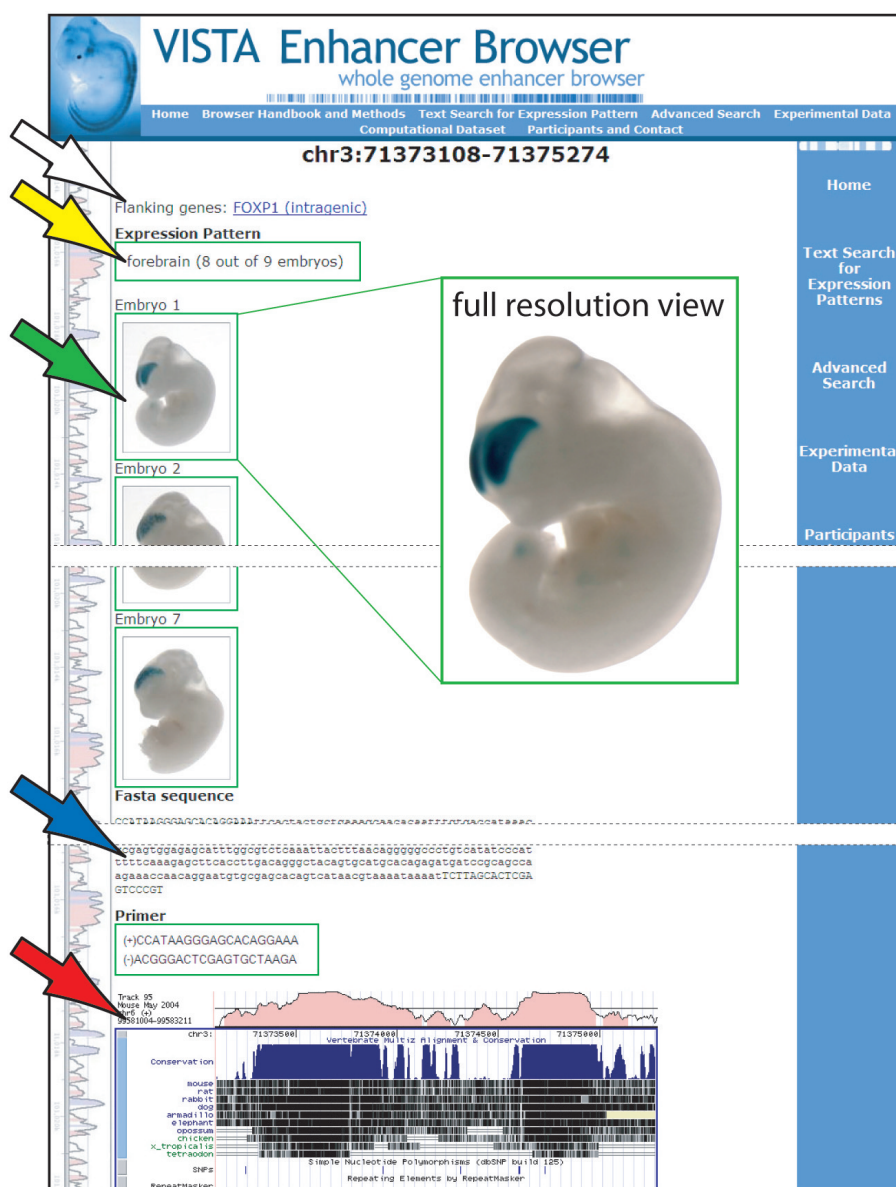 VISTA Enhancer Browser
whole genome enhancer browser
Home Browser Handbook and Methods Text Search for Expression Pattern Advanced Search Experimental Data
Computational Dataset Participants and Contact
chr3:71373108-71375274
Flanking genes: FOXP1 (intragenic)
Expression Pattern
forebrain (8 out of 9 embryos)
Embryo 1
full resolution view
Embryo 2
Embryo 7
Home
Text Search
for
Expression
Patterns
Advanced
Search
Experimenta
Data
Participants
Fasta sequence
CCATAAGGGAGCACAGGAAAttcactactgctgaaagcaacacaatttgtgaccataaac
tcgagtggagagcatttggcgtctcaaattactttaacagggggccctgtcatatcccat
ttttcaaagagcttcaccttgacagggctacagtgcatgcacagagatgatccgcagcca
agaaaccaacaggaatgtgcgagcacagtcataacgtaaaataaaatTCTTAGCACTCGA
GTCCCGT
Primer
(+)CCATAAGGGAGCACAGGAAA
(-)ACGGGACTCGAGTGCTAAGA
Track 95
Mouse May 2004
chr6 (+)
99581004-99583211
chr3: 71373500 71374000 71374500 71375000
Vertebrate Multiz Alignment & Conservation
Conservation
mouse
rat
rabbit
dog
armadillo
elephant
opossum
chicken
x_tropicalis
tetraodon
Simple Nucleotide Polymorphisms (dbSNP build 125)
SNPs
Repeating Elements by RepeatMasker
RepeatMasker